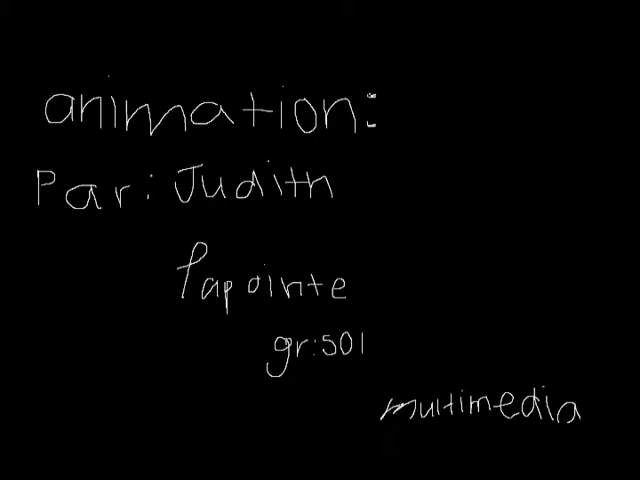 animation:
Par: Judith
Lapointe
gr:501
multimedia